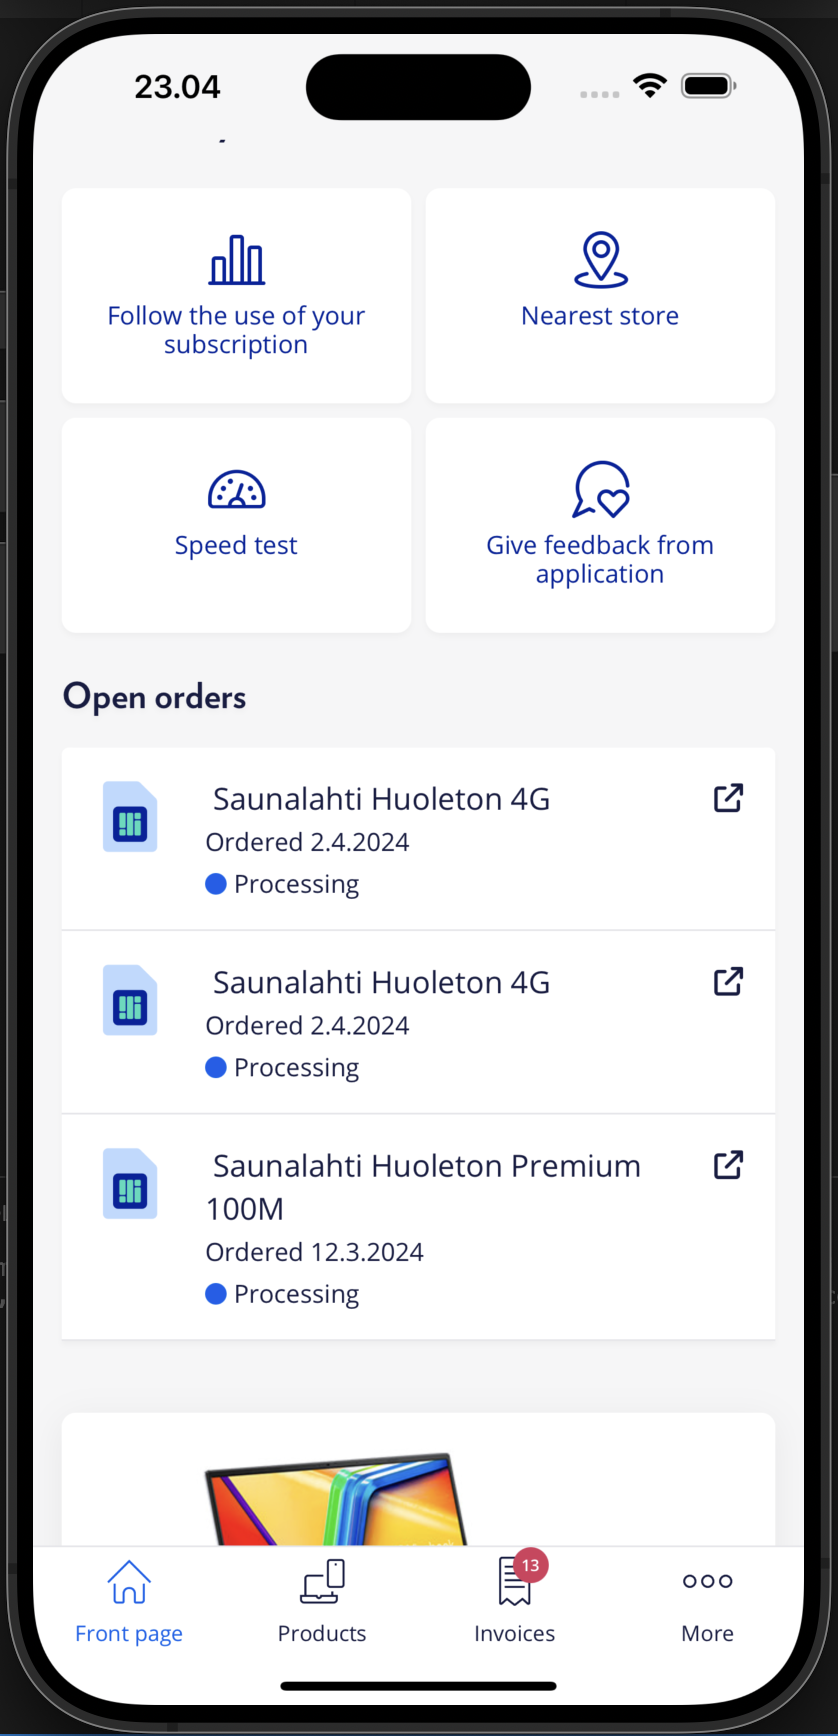 23.04
Follow the use of your
subscription
Nearest store
Speed test
Give feedback from
application
Open orders
Saunalahti Huoleton 4G
Ordered 2.4.2024
Processing
Saunalahti Huoleton 4G
Ordered 2.4.2024
Processing
Saunalahti Huoleton Premium
100M
Ordered 12.3.2024
Processing
13
Front page
Products
Invoices
More